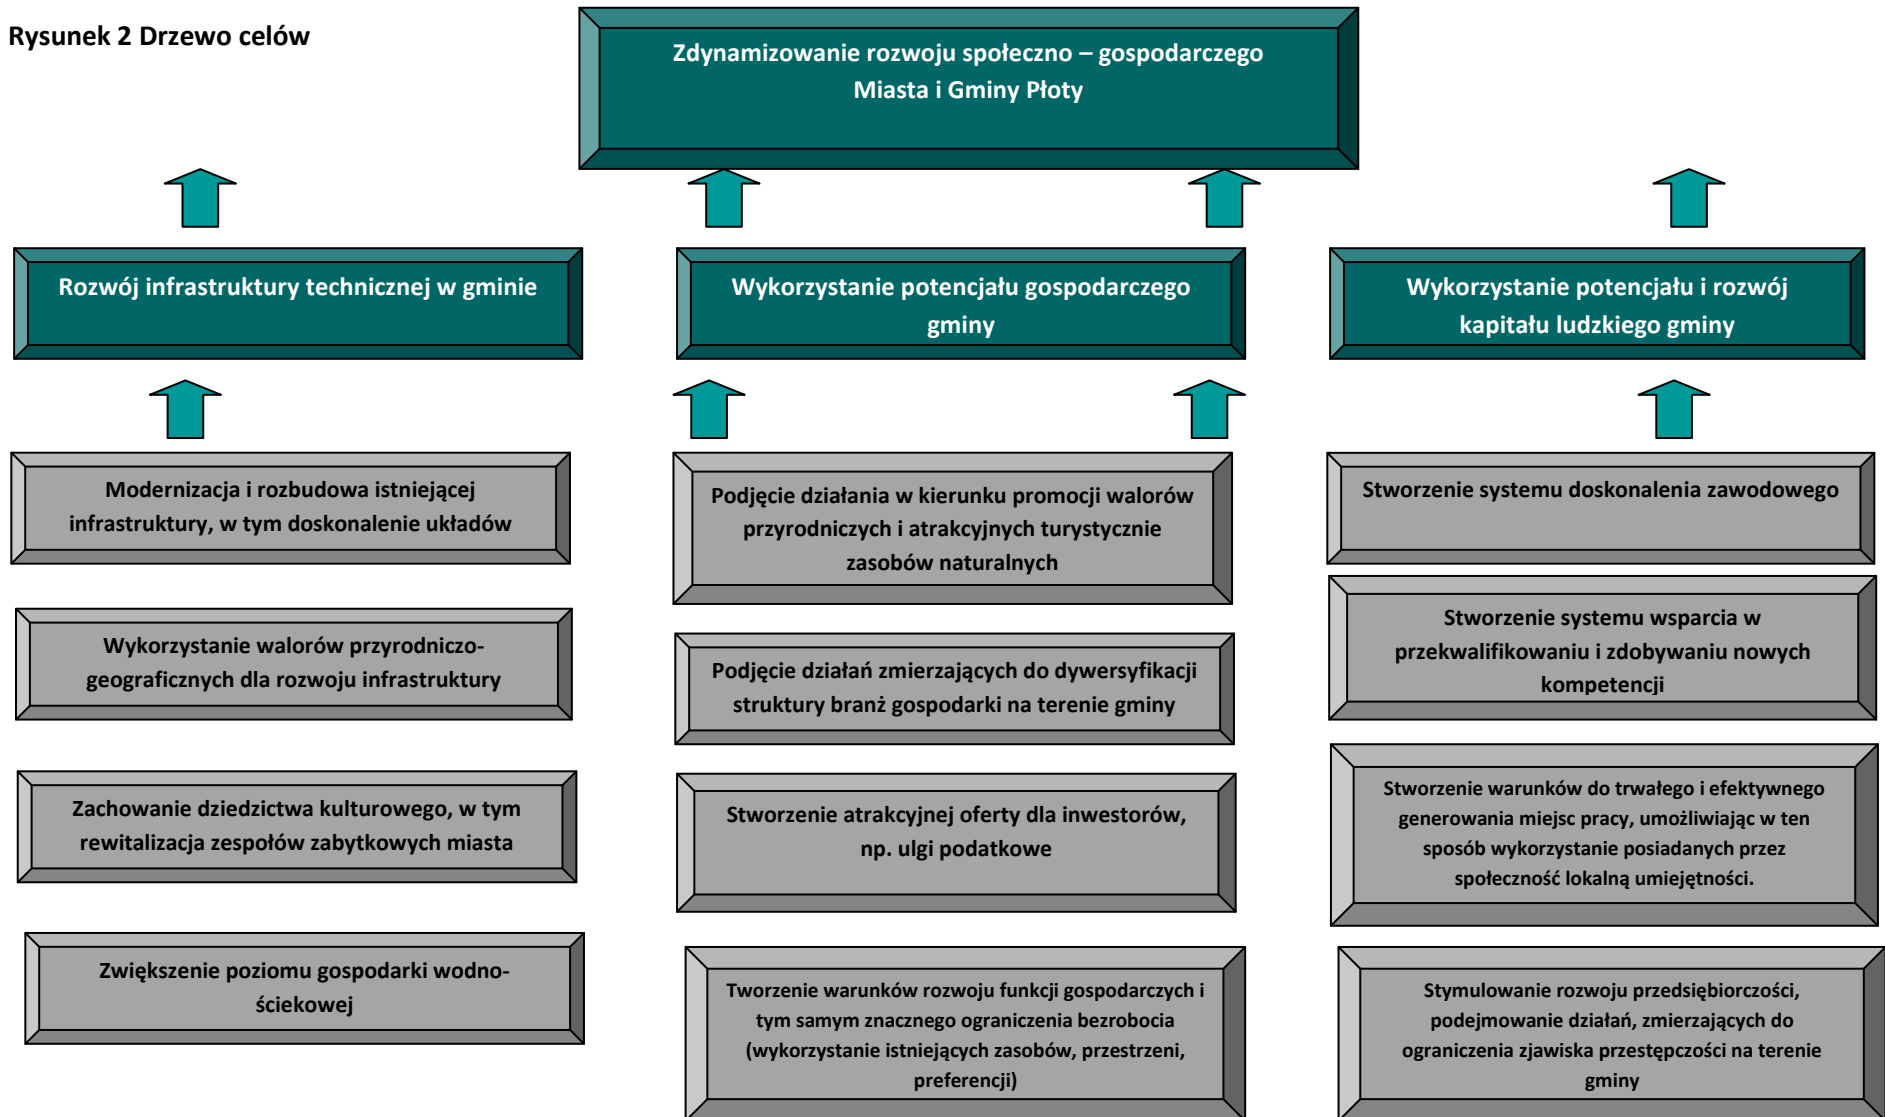 Rysunek 2 Drzewo celów
Zdynamizowanie rozwoju społeczno – gospodarczego
Miasta i Gminy Płoty
Rozwój infrastruktury technicznej w gminie
Wykorzystanie potencjału gospodarczego
gminy
Wykorzystanie potencjału i rozwój
kapitału ludzkiego gminy
Modernizacja i rozbudowa istniejącej
infrastruktury, w tym doskonalenie układów
Wykorzystanie walorów przyrodniczo-
geograficznych dla rozwoju infrastruktury
Zachowanie dziedzictwa kulturowego, w tym
rewitalizacja zespołów zabytkowych miasta
Zwiększenie poziomu gospodarki wodno-
ściekowej
Podjęcie działania w kierunku promocji walorów
przyrodniczych i atrakcyjnych turystycznie
zasobów naturalnych
Podjęcie działań zmierzających do dywersyfikacji
struktury branż gospodarki na terenie gminy
Stworzenie atrakcyjnej oferty dla inwestorów,
np. ulgi podatkowe
Tworzenie warunków rozwoju funkcji gospodarczych i
tym samym znacznego ograniczenia bezrobocia
(wykorzystanie istniejących zasobów, przestrzeni,
preferencji)
Stworzenie systemu doskonalenia zawodowego
Stworzenie systemu wsparcia w
przekwalifikowaniu i zdobywaniu nowych
kompetencji
Stworzenie warunków do trwałego i efektywnego
generowania miejsc pracy, umożliwiając w ten
sposób wykorzystanie posiadanych przez
społeczność lokalną umiejętności.
Stymulowanie rozwoju przedsiębiorczości,
podejmowanie działań, zmierzających do
ograniczenia zjawiska przestępczości na terenie
gminy